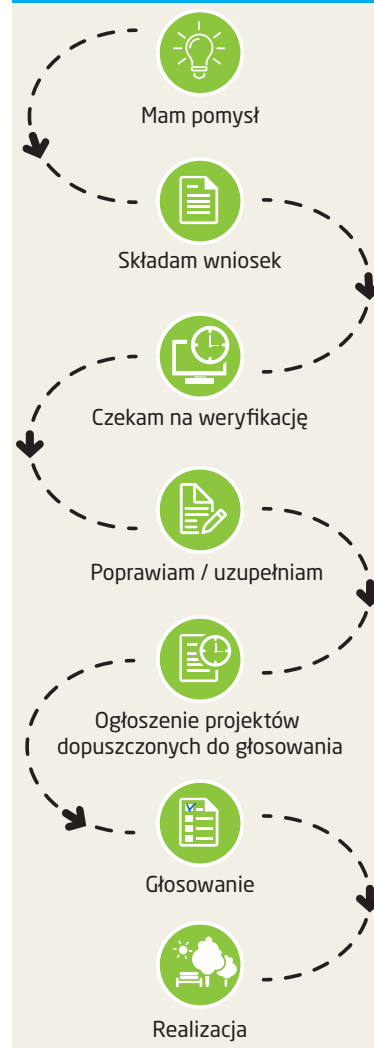 Mam pomysł
Składam wniosek
Czekam na weryfikację
Poprawiam / uzupełniam
Ogłoszenie projektów
dopuszczonych do głosowania
Głosowanie
Realizacja